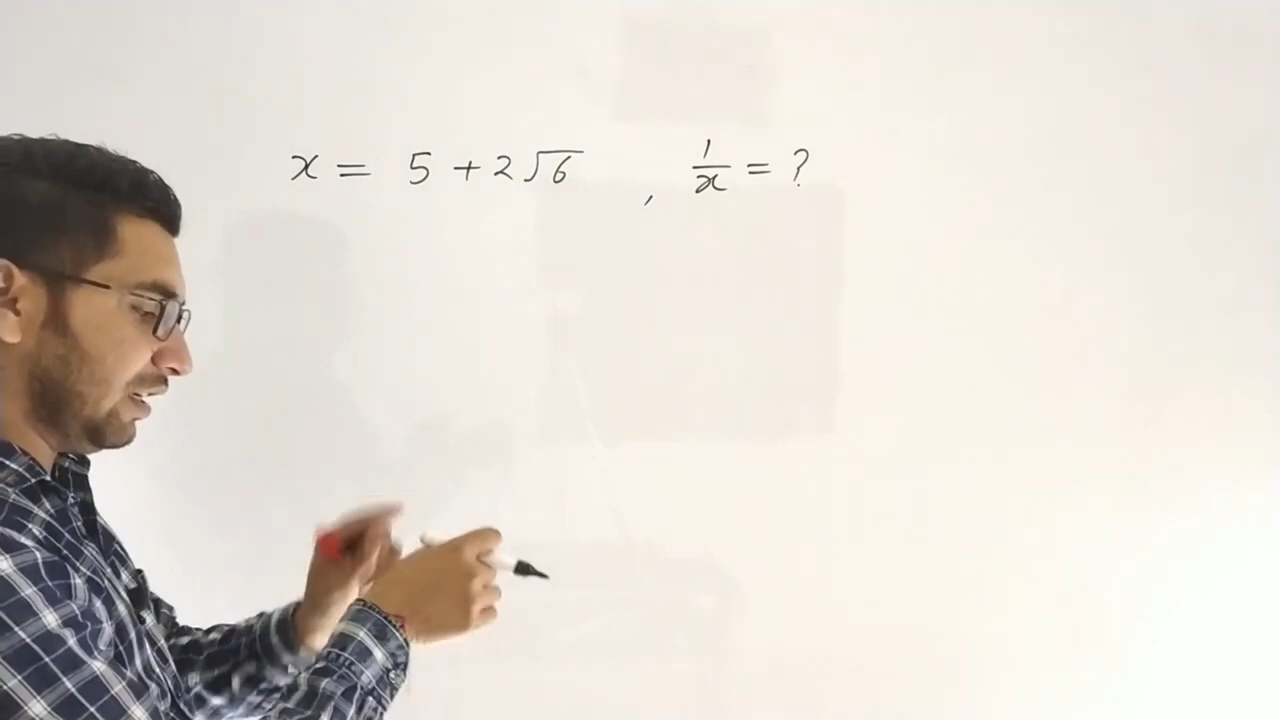 x = 5 + 2√6 , 1/x = ?